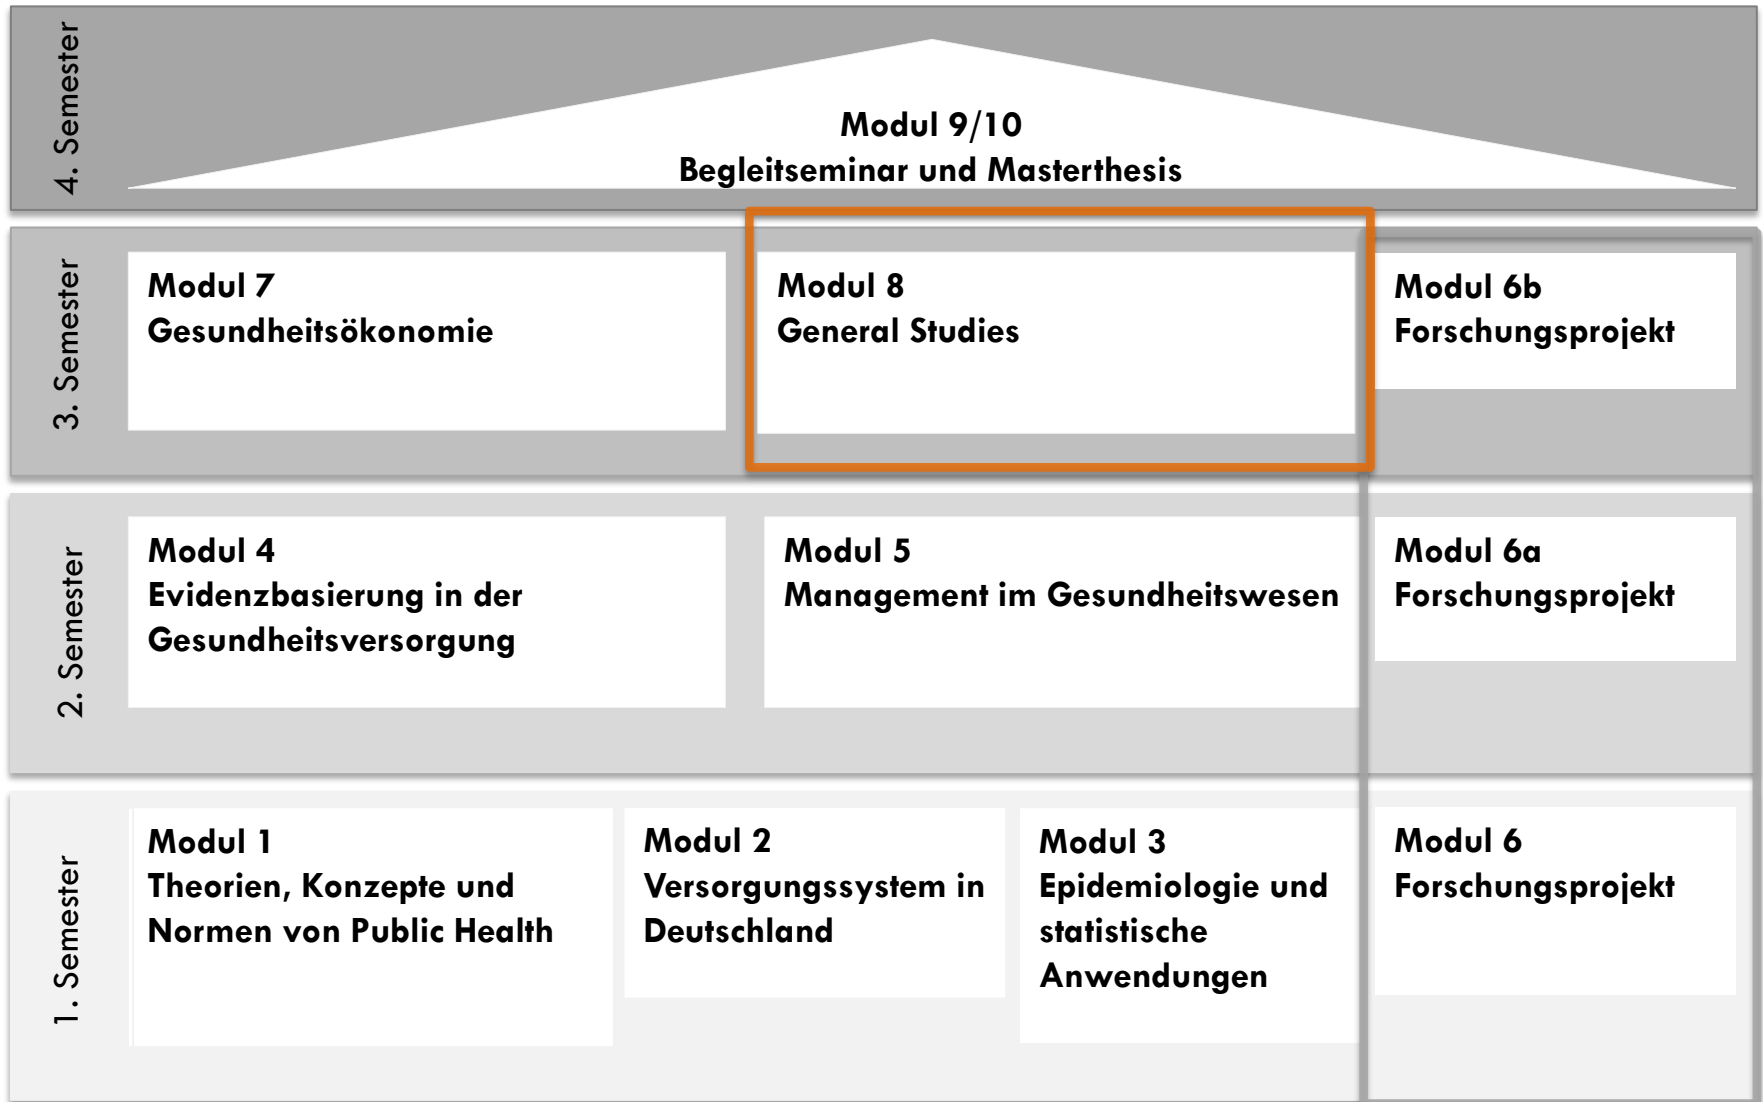 4. Semester
Modul 9/10
Begleitseminar und Masterthesis
3. Semester
Modul 7
Gesundheitsökonomie
Modul 8
General Studies
Modul 6b
Forschungsprojekt
2. Semester
Modul 4
Evidenzbasierung in der
Gesundheitsversorgung
Modul 5
Management im Gesundheitswesen
Modul 6a
Forschungsprojekt
1. Semester
Modul 1
Theorien, Konzepte und
Normen von Public Health
Modul 2
Versorgungssystem in
Deutschland
Modul 3
Epidemiologie und
statistische
Anwendungen
Modul 6
Forschungsprojekt